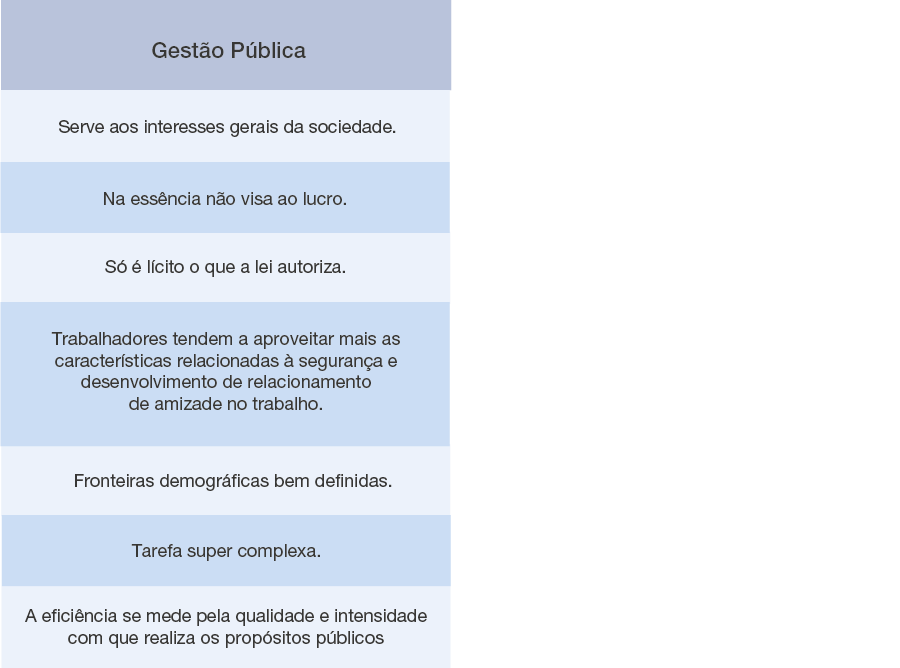 Gestão Pública
Serve aos interesses gerais da sociedade.
Na essência não visa ao lucro.
Só é lícito o que a lei autoriza.
Trabalhadores tendem a aproveitar mais as
características relacionadas à segurança e
desenvolvimento de relacionamento
de amizade no trabalho.
Fronteiras demográficas bem definidas.
Tarefa super complexa.
A eficiência se mede pela qualidade e intensidade
com que realiza os propósitos públicos